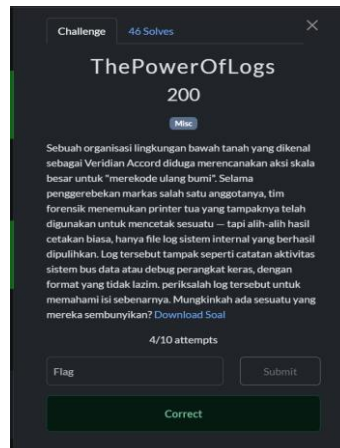 Challenge
46 Solves
×
ThePowerOfLogs
200
Misc
Sebuah organisasi lingkungan bawah tanah yang dikenal
sebagai Veridian Accord diduga merencanakan aksi skala
besar untuk "merekode ulang bumi". Selama
penggerebekan markas salah satu anggotanya, tim
forensik menemukan printer tua yang tampaknya telah
digunakan untuk mencetak sesuatu — tapi alih-alih hasil
cetakan biasa, hanya file log sistem internal yang berhasil
dipulihkan. Log tersebut tampak seperti catatan aktivitas
sistem bus data atau debug perangkat keras, dengan
format yang tidak lazim. periksalah log tersebut untuk
memahami isi sebenarnya. Mungkinkah ada sesuatu yang
mereka sembunyikan? Download Soal
4/10 attempts
Flag
Submit
Correct